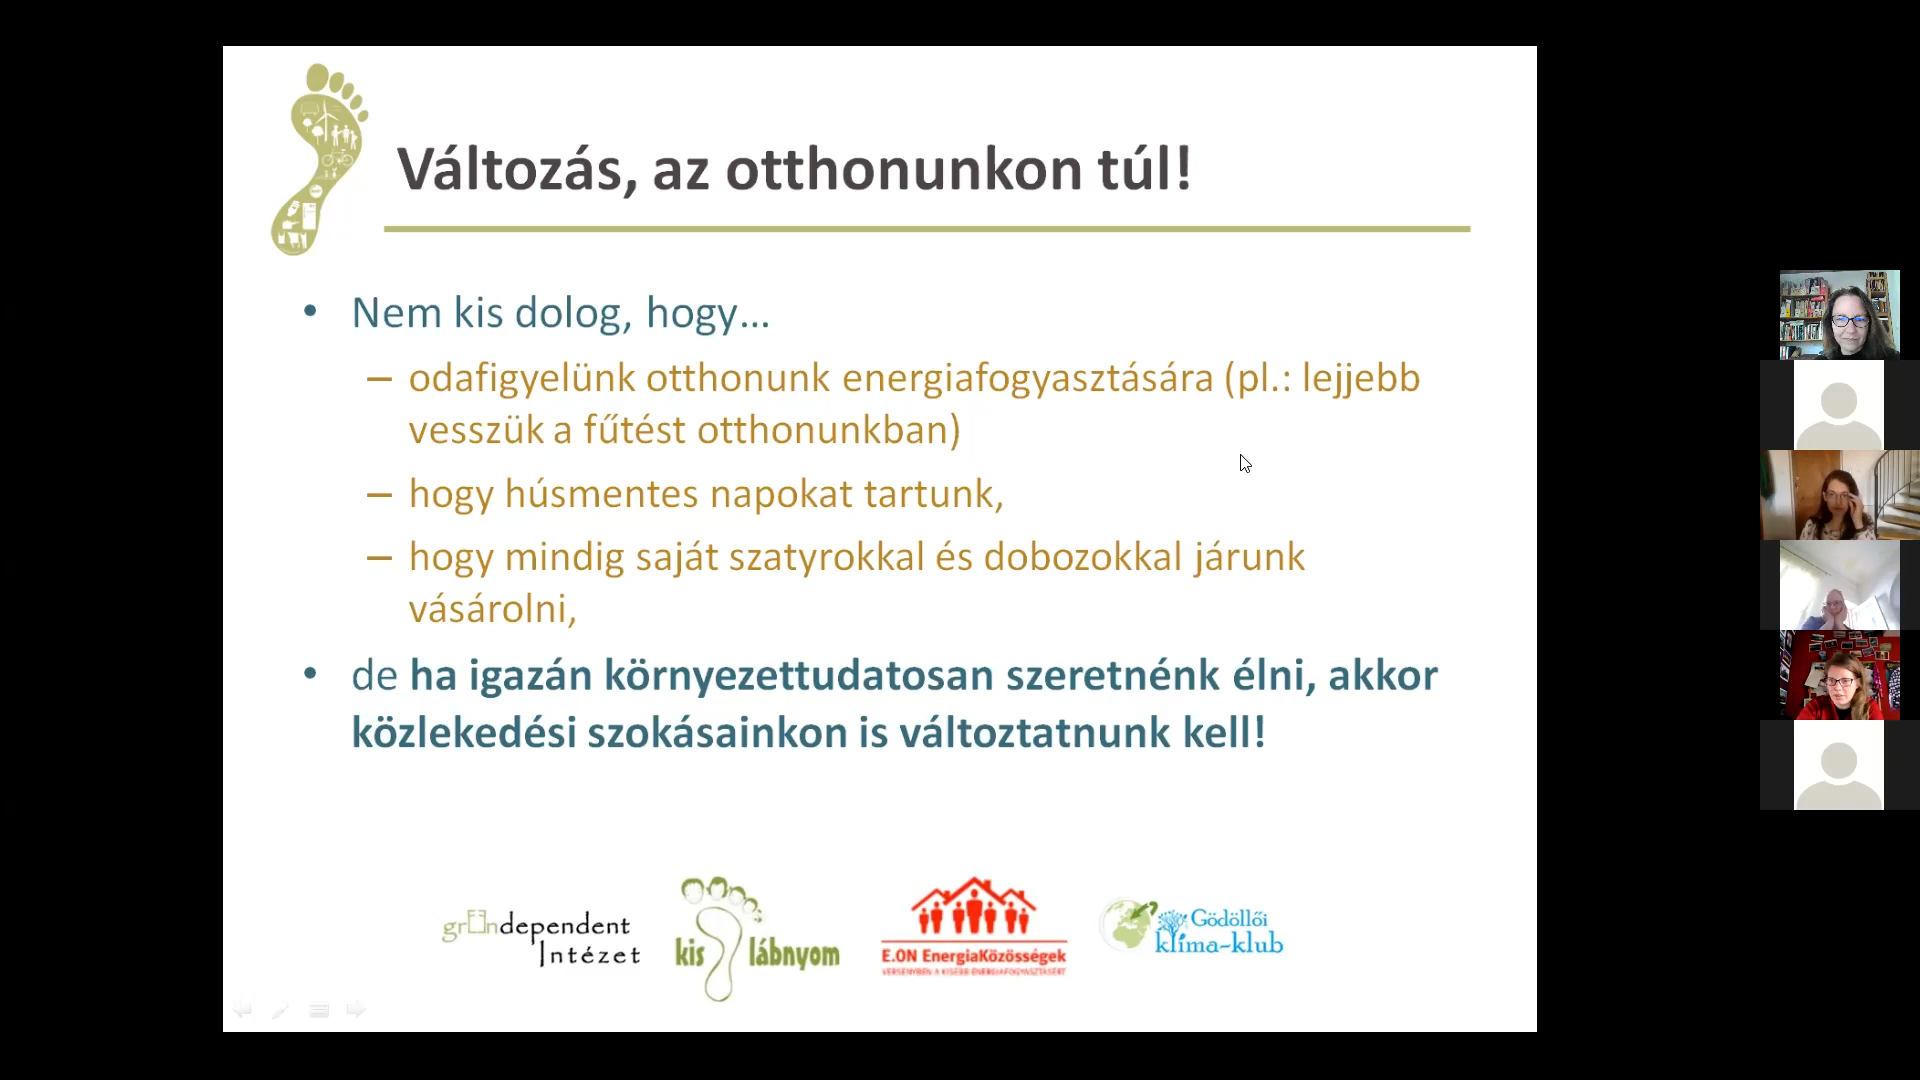 Változás, az otthonunkon túl!
• Nem kis dolog, hogy...
– odafigyelünk otthonunk energiafogyasztására (pl.: lejjebb
vesszük a fűtést otthonunkban)
– hogy húsmentes napokat tartunk,
– hogy mindig saját szatyrokkal és dobozokkal járunk
vásárolni,
• de ha igazán környezettudatosan szeretnénk élni, akkor
közlekedési szokásainkon is változtatnunk kell!
gründependent
Intézet
kis lábnyom
E.ON EnergiaKözösségek
VERSENYBEN A KISEBB ENERGIAFOGYASZTÁSÉRT
Gödöllői
klíma-klub